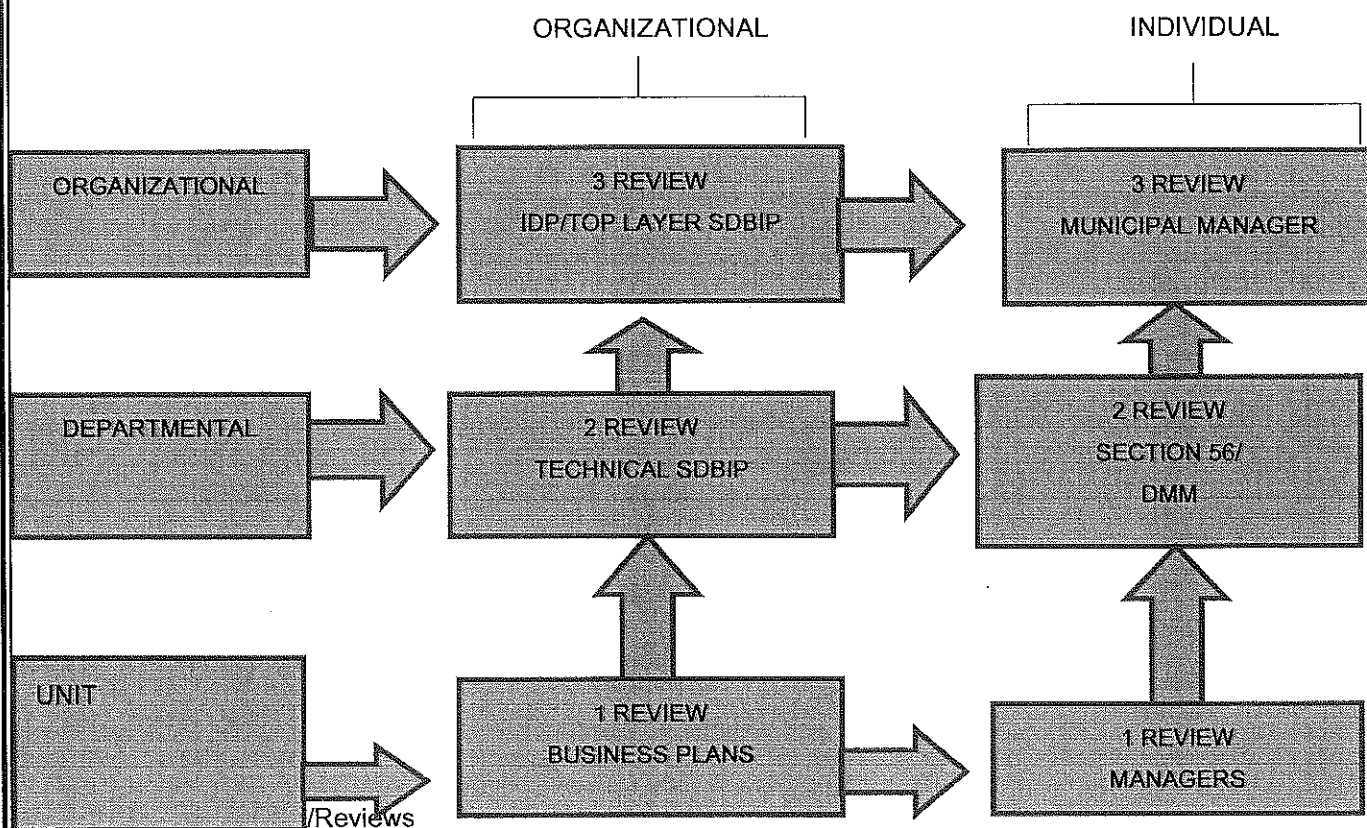 ORGANIZATIONAL
INDIVIDUAL
ORGANIZATIONAL
3 REVIEW
IDP/TOP LAYER SDBIP
3 REVIEW
MUNICIPAL MANAGER
DEPARTMENTAL
2 REVIEW
TECHNICAL SDBIP
2 REVIEW
SECTION 56/
DMM
UNIT
1 REVIEW
BUSINESS PLANS
1 REVIEW
MANAGERS
/Reviews